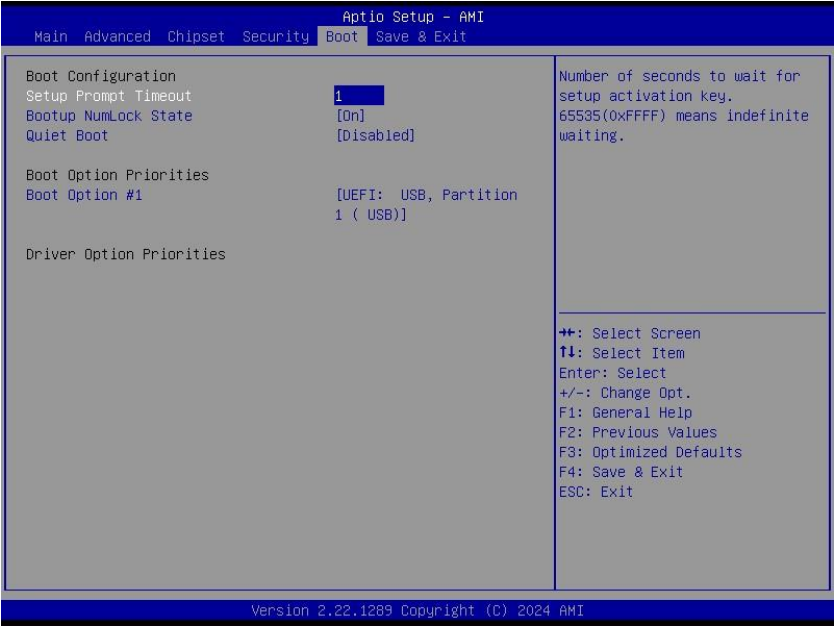 Aptio Setup – AMI
Main Advanced Chipset Security Boot Save & Exit
Boot Configuration
Setup Prompt Timeout 1
Bootup NumLock State [On]
Quiet Boot [Disabled]
Boot Option Priorities
Boot Option #1 [UEFI: USB, Partition
1 ( USB)]
Driver Option Priorities
Number of seconds to wait for
setup activation key.
65535(0xFFFF) means indefinite
waiting.
→←: Select Screen
↑↓: Select Item
Enter: Select
+/-: Change Opt.
F1: General Help
F2: Previous Values
F3: Optimized Defaults
F4: Save & Exit
ESC: Exit
Version 2.22.1289 Copyright (C) 2024 AMI